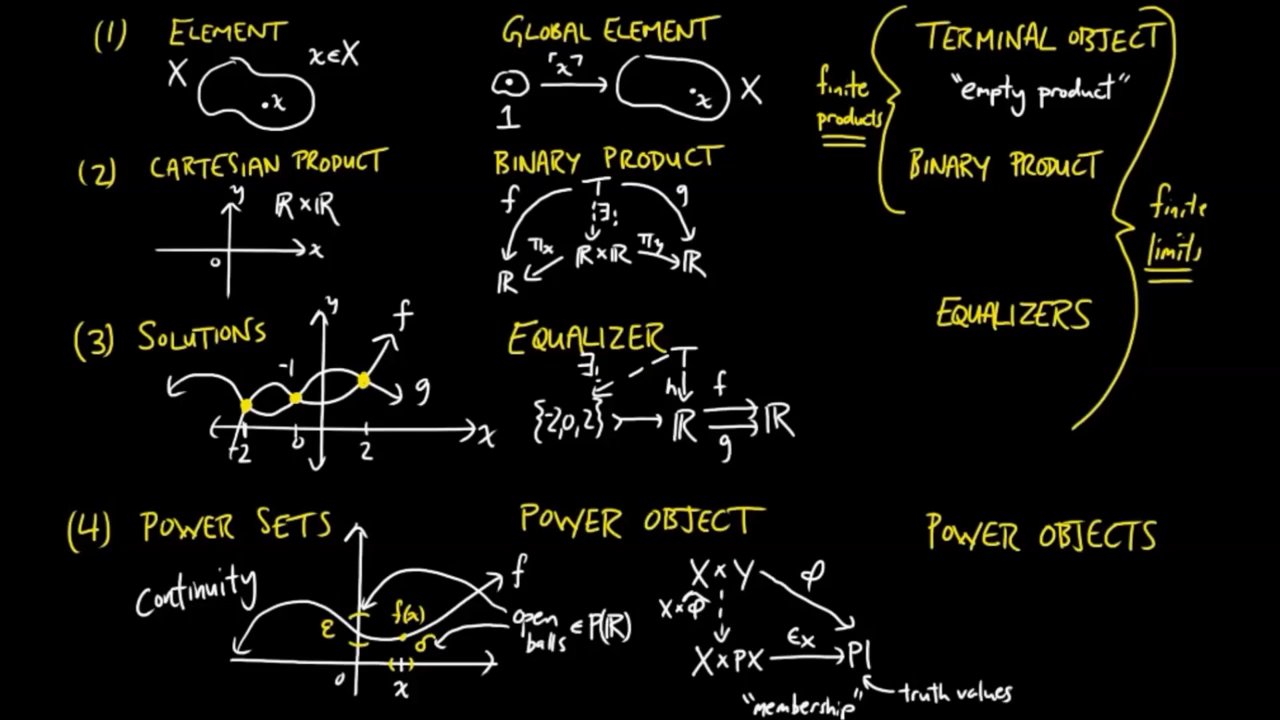 (1) ELEMENT
X
x∈X
x
GLOBAL ELEMENT
⌜x⌝
1
x
X
finite
products
TERMINAL OBJECT
"empty product"
BINARY PRODUCT
finite
limits
EQUALIZERS
(2) CARTESIAN PRODUCT
y
ℝ×ℝ
0
x
BINARY PRODUCT
f T g
∃!
ℝ πx ℝ×ℝ πy ℝ
(3) SOLUTIONS
y
f
-1
g
-2 0 2 x
EQUALIZER
T
∃!
h f
{-2,0,2} ℝ ℝ
g
(4) POWER SETS
Continuity
f
f(x)
ε
δ
open
balls ∈ P(ℝ)
0
x
POWER OBJECT
X×Y φ
X×φ̂
∈x
X×PX P1
"membership"
truth values
POWER OBJECTS